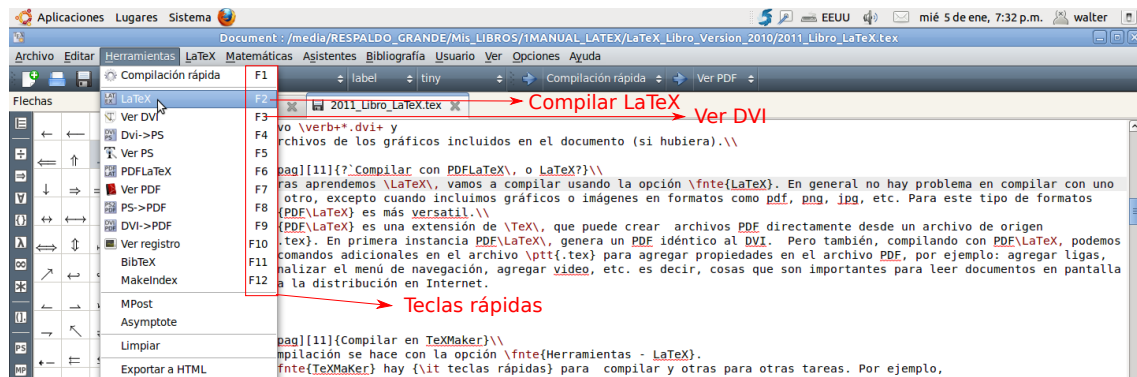 Aplicaciones Lugares Sistema EEUU mié 5 de ene, 7:32 p.m. walter
Document : /media/RESPALDO_GRANDE/Mis_LIBROS/1MANUAL_LATEX/LaTeX_Libro_Version_2010/2011_Libro_LaTeX.tex
Archivo Editar Herramientas LaTeX Matemáticas Asistentes Bibliografía Usuario Ver Opciones Ayuda
Compilación rápida F1
label tiny Compilación rápida Ver PDF
Flechas
LaTeX F2
2011_Libro_LaTeX.tex
Compilar LaTeX
Ver DVI F3
Ver DVI
Dvi->PS F4
Ver PS F5
PDFLaTeX F6
Ver PDF F7
PS->PDF F8
DVI->PDF F9
Ver registro F10
BibTeX F11
MakeIndex F12
MPost
Asymptote
Limpiar
Exportar a HTML
vo \verb+*.dvi+ y
rchivos de los gráficos incluidos en el documento (si hubiera).\\
pag][11]{?`Compilar con PDFLaTeX\, o LaTeX?}\\
ras aprendemos \LaTeX\, vamos a compilar usando la opción \fnte{LaTeX}. En general no hay problema en compilar con uno
otro, excepto cuando incluimos gráficos o imágenes en formatos como pdf, png, jpg, etc. Para este tipo de formatos
{PDF\LaTeX} es más versatil.\\
{PDF\LaTeX} es una extensión de \TeX\, que puede crear archivos PDF directamente desde un archivo de origen
.tex}. En primera instancia PDF\LaTeX\, genera un PDF idéntico al DVI. Pero también, compilando con PDF\LaTeX, podemos
comandos adicionales en el archivo \ptt{.tex} para agregar propiedades en el archivo PDF, por ejemplo: agregar ligas,
nalizar el menú de navegación, agregar video, etc. es decir, cosas que son importantes para leer documentos en pantalla
a la distribución en Internet.
Teclas rápidas
pag][11]{Compilar en TeXMaker}\\
mpilación se hace con la opción \fnte{Herramientas - LaTeX}.
fnte{TeXMaKer} hay {\it teclas rápidas} para compilar y otras para otras tareas. Por ejemplo,
PS
MP